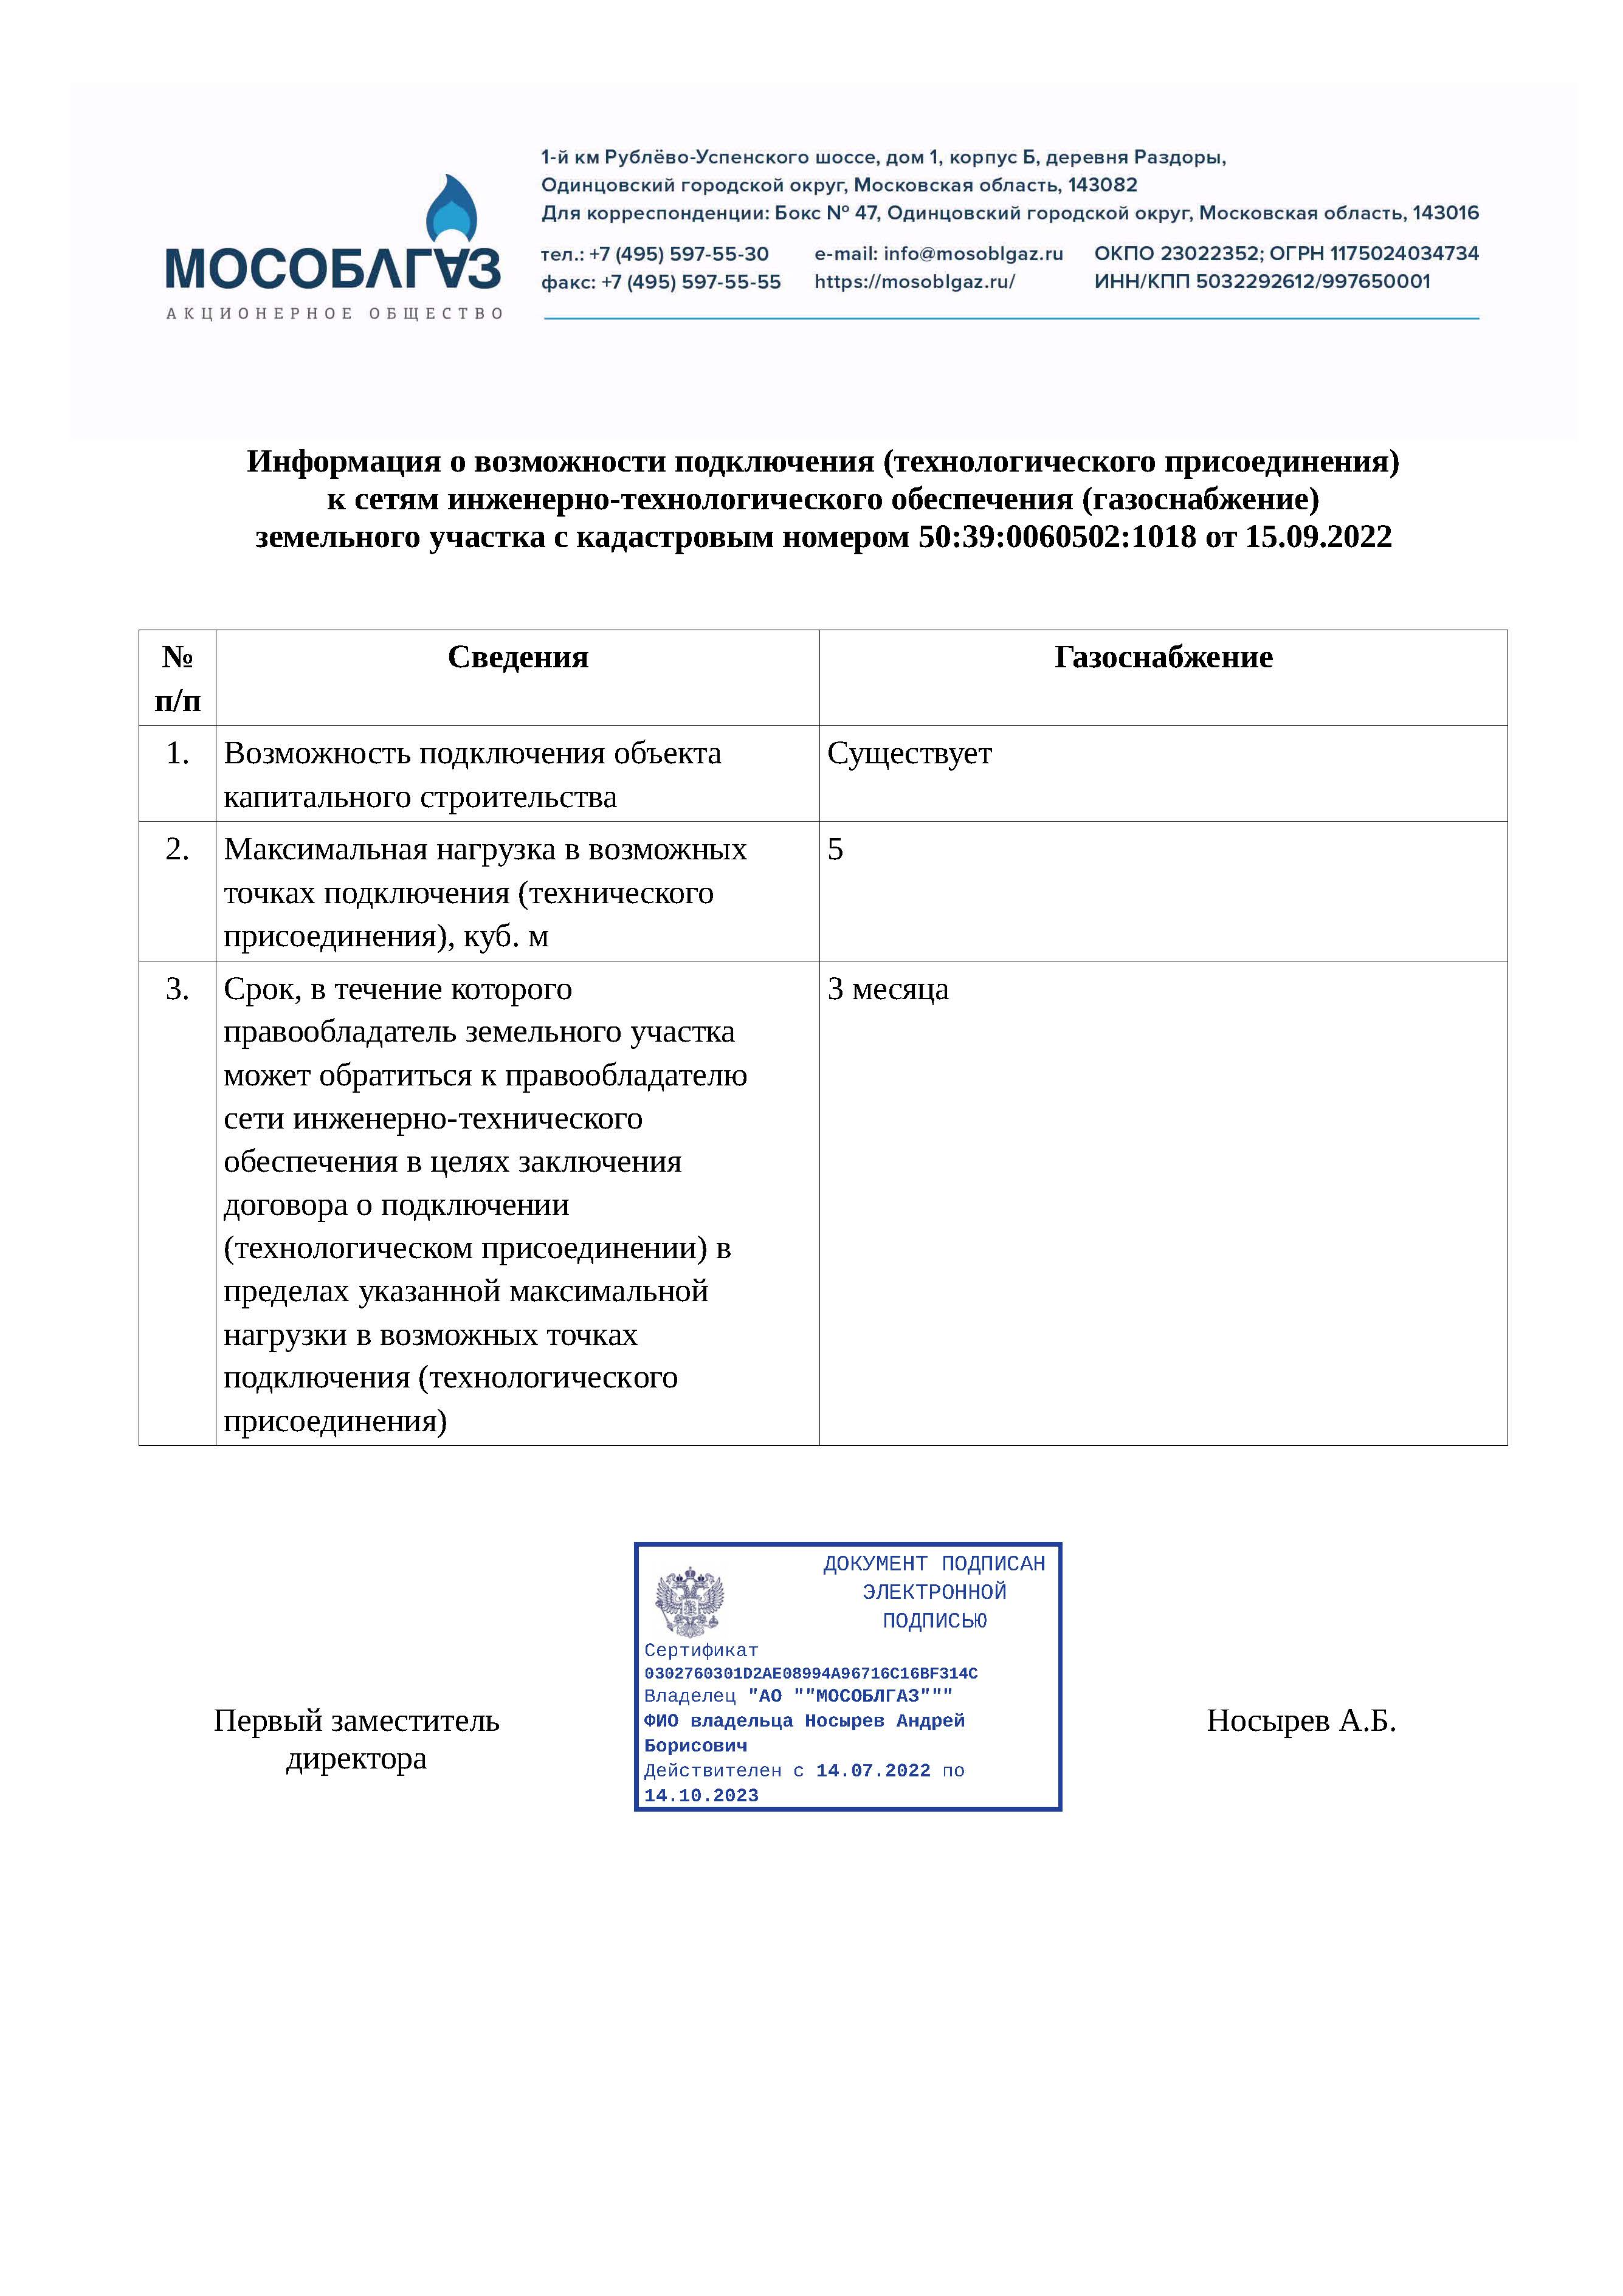 1-й км Рублёво-Успенского шоссе, дом 1, корпус Б, деревня Раздоры,
Одинцовский городской округ, Московская область, 143082
Для корреспонденции: Бокс № 47, Одинцовский городской округ, Московская область, 143016
тел.: +7 (495) 597-55-30 e-mail: info@mosoblgaz.ru ОКПО 23022352; ОГРН 1175024034734
факс: +7 (495) 597-55-55 https://mosoblgaz.ru/ ИНН/КПП 5032292612/997650001
МОСОБЛГАЗ
АКЦИОНЕРНОЕ ОБЩЕСТВО
Информация о возможности подключения (технологического присоединения)
к сетям инженерно-технологического обеспечения (газоснабжение)
земельного участка с кадастровым номером 50:39:0060502:1018 от 15.09.2022
№ Сведения Газоснабжение
п/п
1. Возможность подключения объекта Существует
капитального строительства
2. Максимальная нагрузка в возможных 5
точках подключения (технического
присоединения), куб. м
3. Срок, в течение которого 3 месяца
правообладатель земельного участка
может обратиться к правообладателю
сети инженерно-технического
обеспечения в целях заключения
договора о подключении
(технологическом присоединении) в
пределах указанной максимальной
нагрузки в возможных точках
подключения (технологического
присоединения)
ДОКУМЕНТ ПОДПИСАН
ЭЛЕКТРОННОЙ
ПОДПИСЬЮ
Сертификат
0302760301D2AE08994A96716C16BF314C
Владелец "АО ""МОСОБЛГАЗ"""
ФИО владельца Носырев Андрей
Борисович
Действителен с 14.07.2022 по
14.10.2023
Первый заместитель
директора
Носырев А.Б.